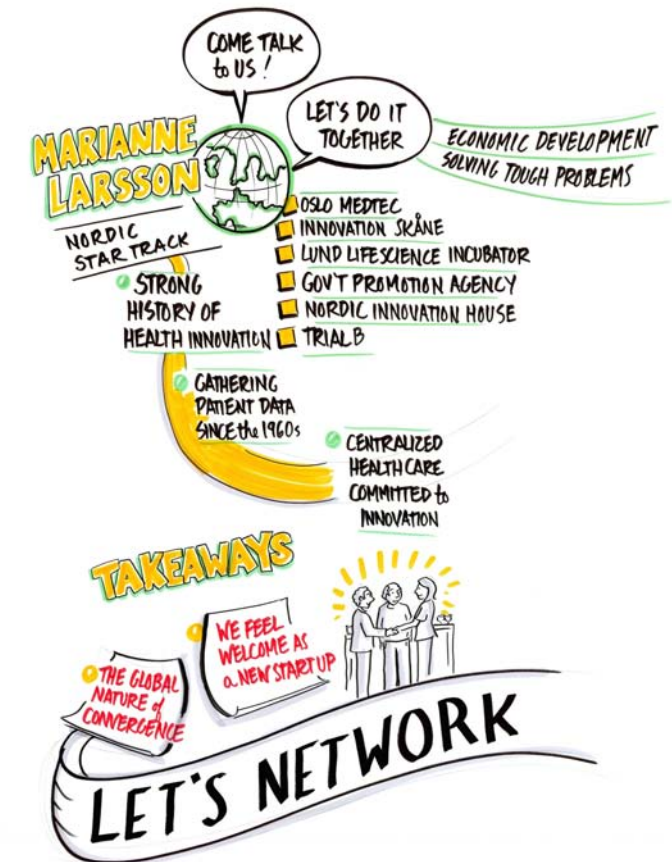 COME TALK
to US!
LET'S DO IT
TOGETHER
ECONOMIC DEVELOPMENT
SOLVING TOUGH PROBLEMS
MARIANNE
LARSSON
NORDIC
STAR TRACK
OSLO MEDTEC
INNOVATION SKÅNE
LUND LIFESCIENCE INCUBATOR
GOV'T PROMOTION AGENCY
NORDIC INNOVATION HOUSE
TRIALB
STRONG
HISTORY OF
HEALTH INNOVATION
GATHERING
PATIENT DATA
SINCE the 1960s
CENTRALIZED
HEALTH CARE
COMMITTED to
INNOVATION
TAKEAWAYS
WE FEEL
WELCOME AS
a NEW STARTUP
THE GLOBAL
NATURE of
CONVERGENCE
LET'S NETWORK